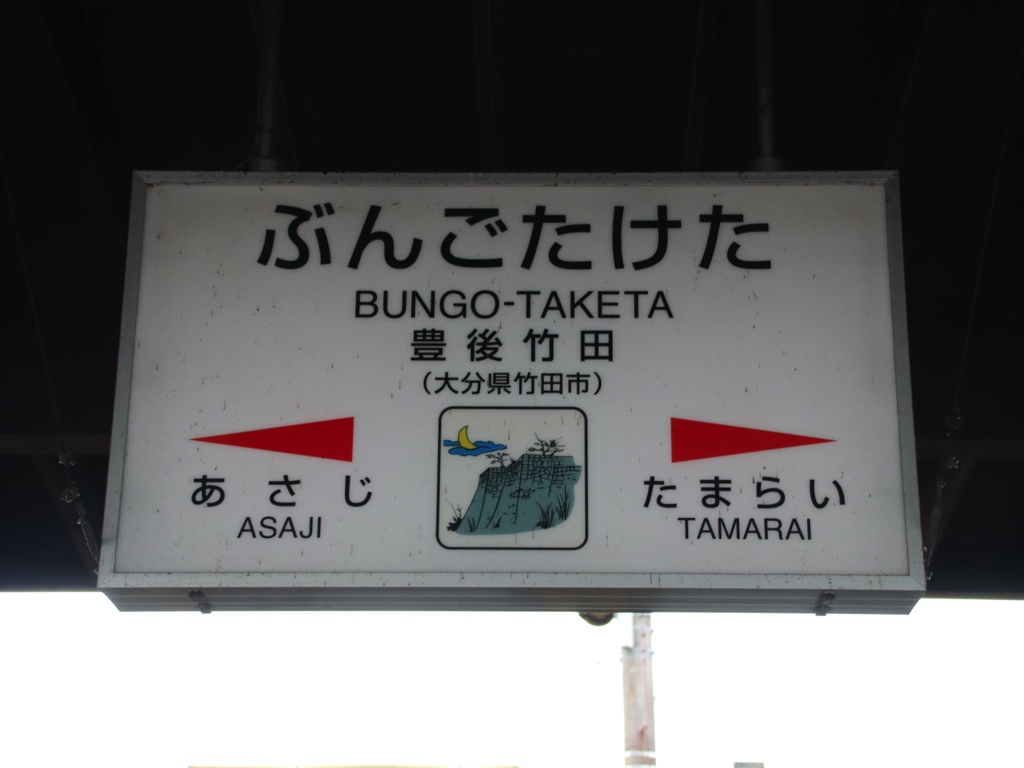 ぶんごたけた
BUNGO-TAKETA
豊後竹田
（大分県竹田市）
あさじ
ASAJI
たまらい
TAMARAI